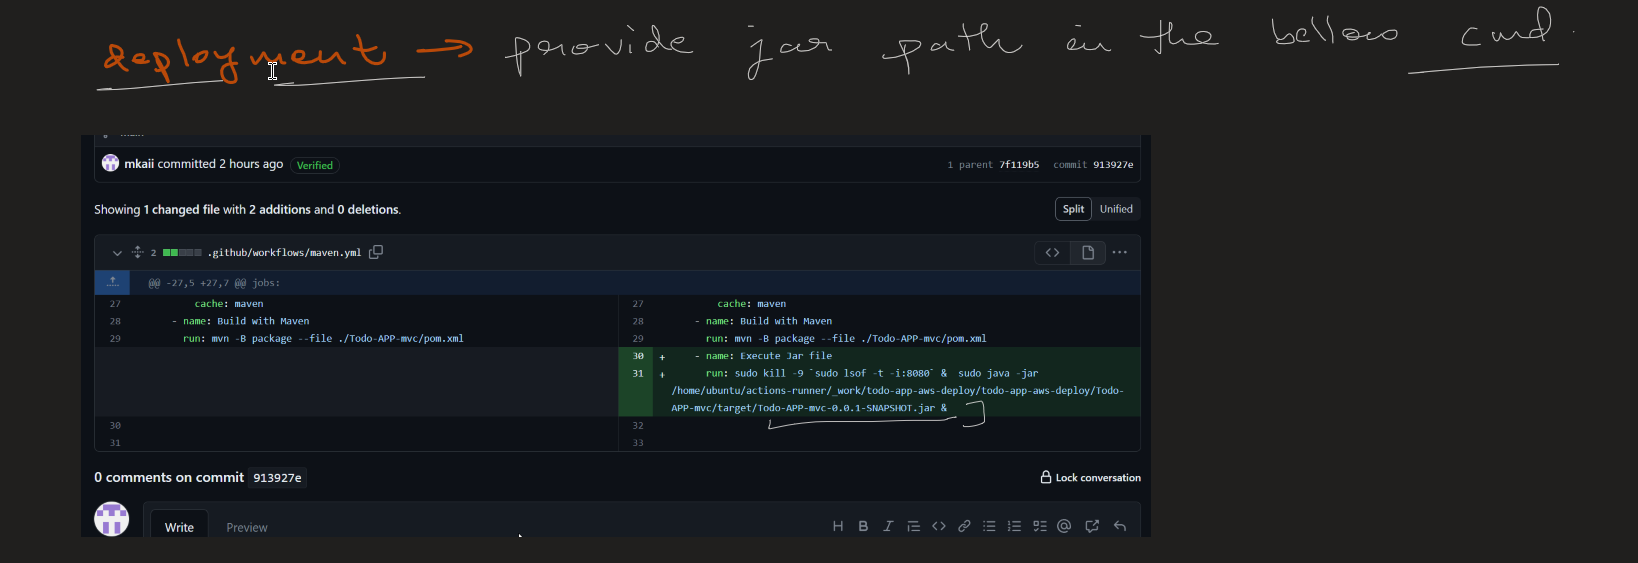 deployment → provide jar path in the bellow cmd.
mkaii committed 2 hours ago Verified 1 parent 7f119b5 commit 913927e
Showing 1 changed file with 2 additions and 0 deletions. Split Unified
2 .github/workflows/maven.yml
@@ -27,5 +27,7 @@ jobs:
27 cache: maven 27 cache: maven
28 - name: Build with Maven 28 - name: Build with Maven
29 run: mvn -B package --file ./Todo-APP-mvc/pom.xml 29 run: mvn -B package --file ./Todo-APP-mvc/pom.xml
30 + - name: Execute Jar file
31 + run: sudo kill -9 `sudo lsof -t -i:8080` & sudo java -jar
/home/ubuntu/actions-runner/_work/todo-app-aws-deploy/todo-app-aws-deploy/Todo-
APP-mvc/target/Todo-APP-mvc-0.0.1-SNAPSHOT.jar &
30 32
31 33
0 comments on commit 913927e Lock conversation
Write Preview